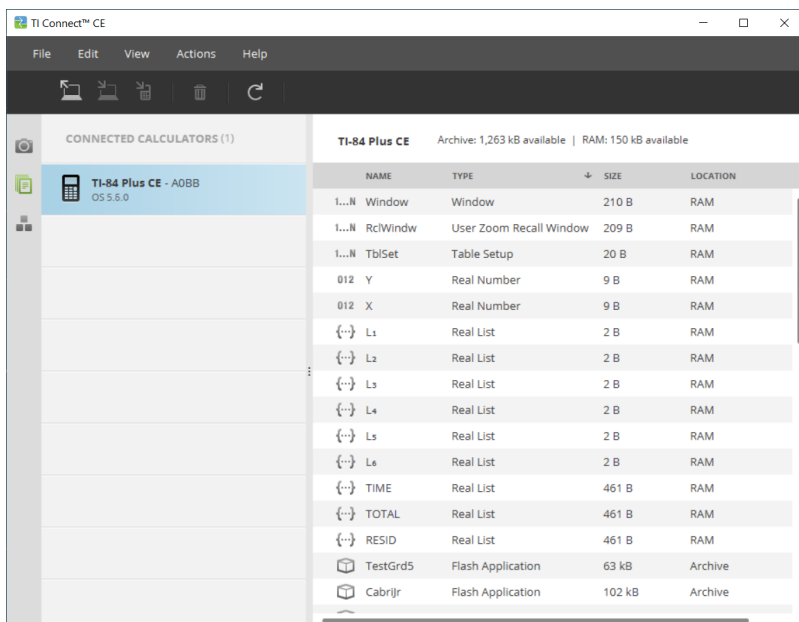 TI Connect™ CE
File Edit View Actions Help
CONNECTED CALCULATORS (1)
TI-84 Plus CE - A0BB
OS 5.6.0
TI-84 Plus CE Archive: 1,263 kB available | RAM: 150 kB available
NAME TYPE SIZE LOCATION
1...N Window Window 210 B RAM
1...N RclWindw User Zoom Recall Window 209 B RAM
1...N TblSet Table Setup 20 B RAM
012 Y Real Number 9 B RAM
012 X Real Number 9 B RAM
{...} L₁ Real List 2 B RAM
{...} L₂ Real List 2 B RAM
{...} L₃ Real List 2 B RAM
{...} L₄ Real List 2 B RAM
{...} L₅ Real List 2 B RAM
{...} L₆ Real List 2 B RAM
{...} TIME Real List 461 B RAM
{...} TOTAL Real List 461 B RAM
{...} RESID Real List 461 B RAM
TestGrd5 Flash Application 63 kB Archive
CabriJr Flash Application 102 kB Archive